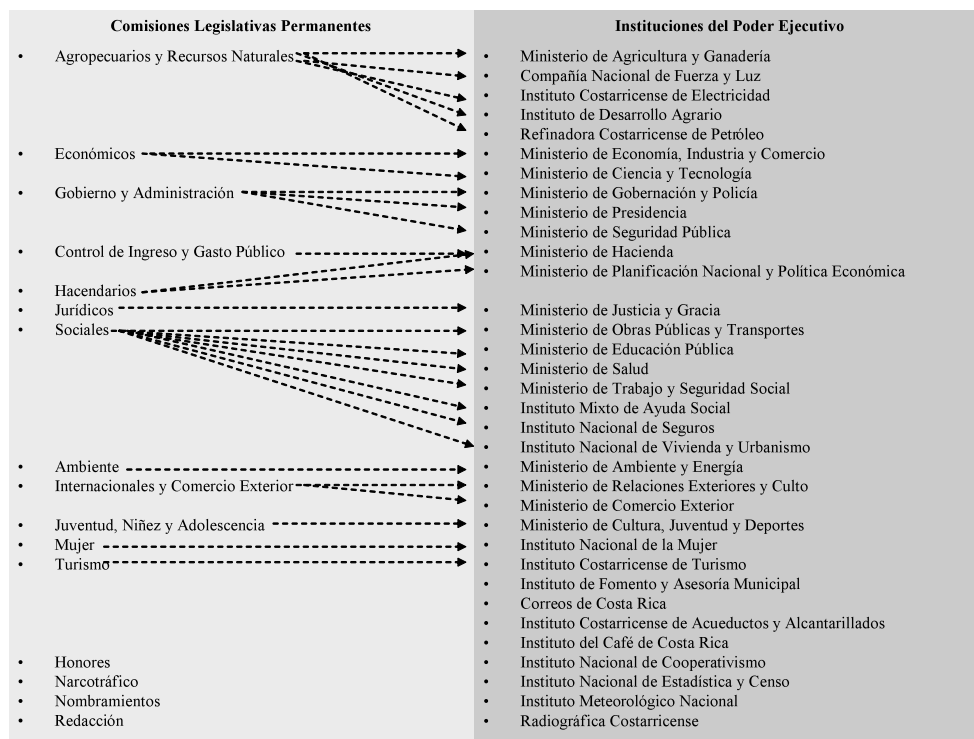 Comisiones Legislativas Permanentes
• Agropecuarios y Recursos Naturales
• Económicos
• Gobierno y Administración
• Control de Ingreso y Gasto Público
• Hacendarios
• Jurídicos
• Sociales
• Ambiente
• Internacionales y Comercio Exterior
• Juventud, Niñez y Adolescencia
• Mujer
• Turismo
• Honores
• Narcotráfico
• Nombramientos
• Redacción
Instituciones del Poder Ejecutivo
• Ministerio de Agricultura y Ganadería
• Compañía Nacional de Fuerza y Luz
• Instituto Costarricense de Electricidad
• Instituto de Desarrollo Agrario
• Refinadora Costarricense de Petróleo
• Ministerio de Economía, Industria y Comercio
• Ministerio de Ciencia y Tecnología
• Ministerio de Gobernación y Policía
• Ministerio de Presidencia
• Ministerio de Seguridad Pública
• Ministerio de Hacienda
• Ministerio de Planificación Nacional y Política Económica
• Ministerio de Justicia y Gracia
• Ministerio de Obras Públicas y Transportes
• Ministerio de Educación Pública
• Ministerio de Salud
• Ministerio de Trabajo y Seguridad Social
• Instituto Mixto de Ayuda Social
• Instituto Nacional de Seguros
• Instituto Nacional de Vivienda y Urbanismo
• Ministerio de Ambiente y Energía
• Ministerio de Relaciones Exteriores y Culto
• Ministerio de Comercio Exterior
• Ministerio de Cultura, Juventud y Deportes
• Instituto Nacional de la Mujer
• Instituto Costarricense de Turismo
• Instituto de Fomento y Asesoría Municipal
• Correos de Costa Rica
• Instituto Costarricense de Acueductos y Alcantarillados
• Instituto del Café de Costa Rica
• Instituto Nacional de Cooperativismo
• Instituto Nacional de Estadística y Censo
• Instituto Meteorológico Nacional
• Radiográfica Costarricense